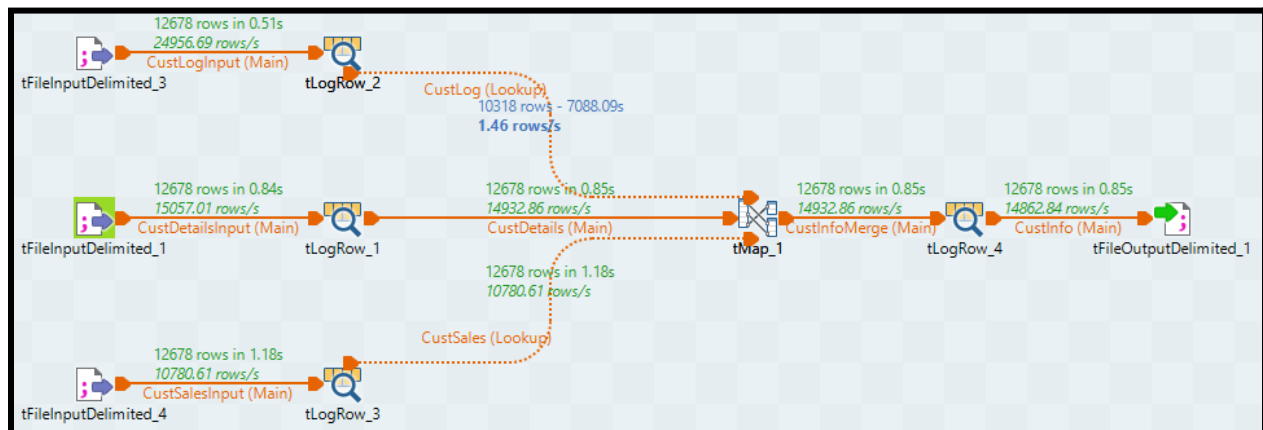 12678 rows in 0.51s
24956.69 rows/s
CustLogInput (Main)
tFileInputDelimited_3
tLogRow_2
CustLog (Lookup)
10318 rows - 7088.09s
1.46 rows/s
12678 rows in 0.84s
15057.01 rows/s
CustDetailsInput (Main)
tFileInputDelimited_1
tLogRow_1
12678 rows in 0.85s
14932.86 rows/s
CustDetails (Main)
tMap_1
12678 rows in 0.85s
14932.86 rows/s
CustInfoMerge (Main)
tLogRow_4
12678 rows in 0.85s
14862.84 rows/s
CustInfo (Main)
tFileOutputDelimited_1
12678 rows in 1.18s
10780.61 rows/s
CustSales (Lookup)
12678 rows in 1.18s
10780.61 rows/s
CustSalesInput (Main)
tFileInputDelimited_4
tLogRow_3